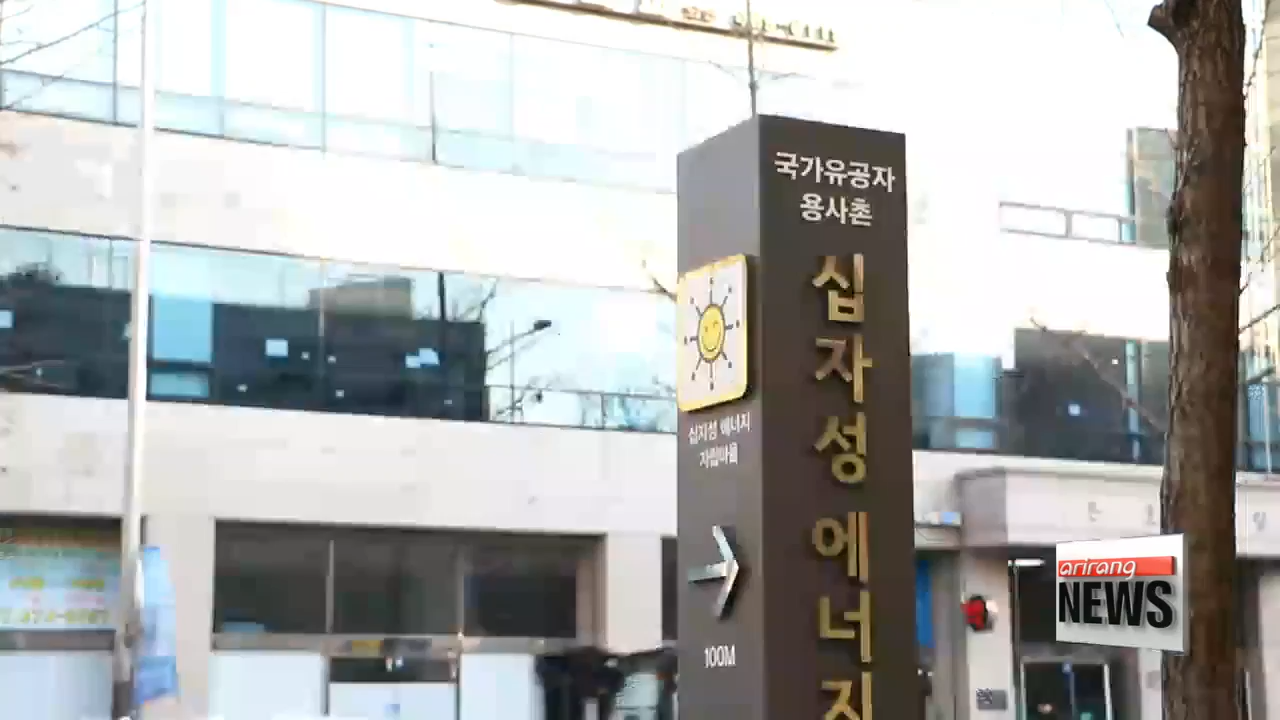 국가유공자
용사촌
십자성 에너지
십자성 에너지
자립마을
100M
arirang
NEWS